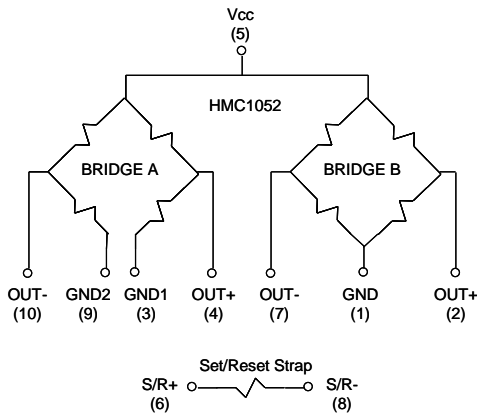 Vcc
(5)
HMC1052
BRIDGE A
BRIDGE B
OUT-
(10)
GND2
(9)
GND1
(3)
OUT+
(4)
OUT-
(7)
GND
(1)
OUT+
(2)
Set/Reset Strap
S/R+
(6)
S/R-
(8)